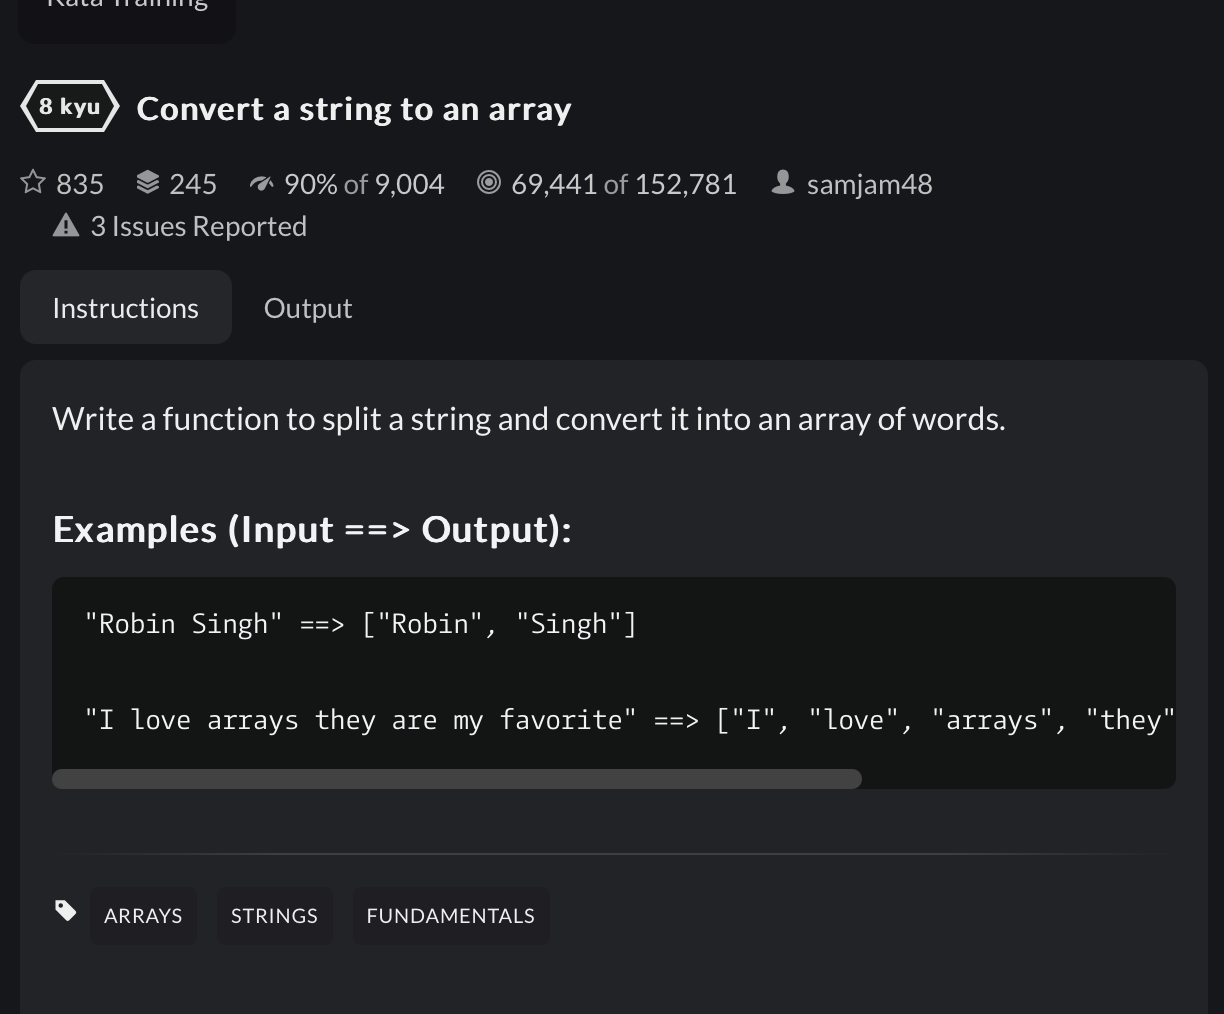 Kata Training
8 kyu Convert a string to an array
835 245 90% of 9,004 69,441 of 152,781 samjam48
3 Issues Reported
Instructions Output
Write a function to split a string and convert it into an array of words.
Examples (Input ==> Output):
"Robin Singh" ==> ["Robin", "Singh"]
"I love arrays they are my favorite" ==> ["I", "love", "arrays", "they"
ARRAYS STRINGS FUNDAMENTALS